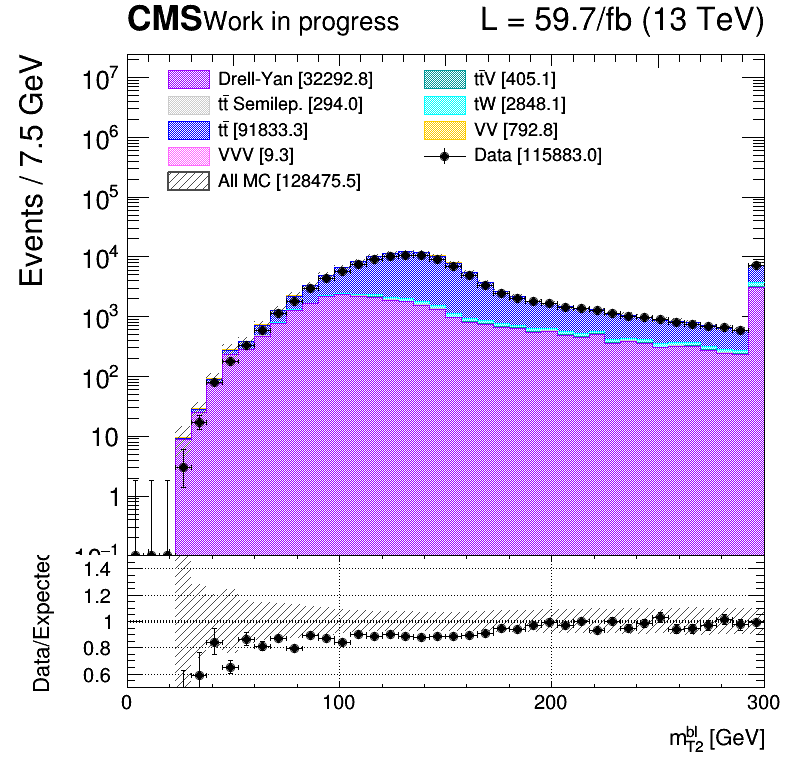 CMS Work in progress L = 59.7/fb (13 TeV)
Events / 7.5 GeV
Drell-Yan [32292.8]
tt̄V [405.1]
tt̄ Semilep. [294.0]
tW [2848.1]
tt̄ [91833.3]
VV [792.8]
VVV [9.3]
Data [115883.0]
All MC [128475.5]
10⁷
10⁶
10⁵
10⁴
10³
10²
10
1
10⁻¹
Data/Expected
1.4
1.2
1
0.8
0.6
0 100 200 300
m_{T2}^{bl} [GeV]